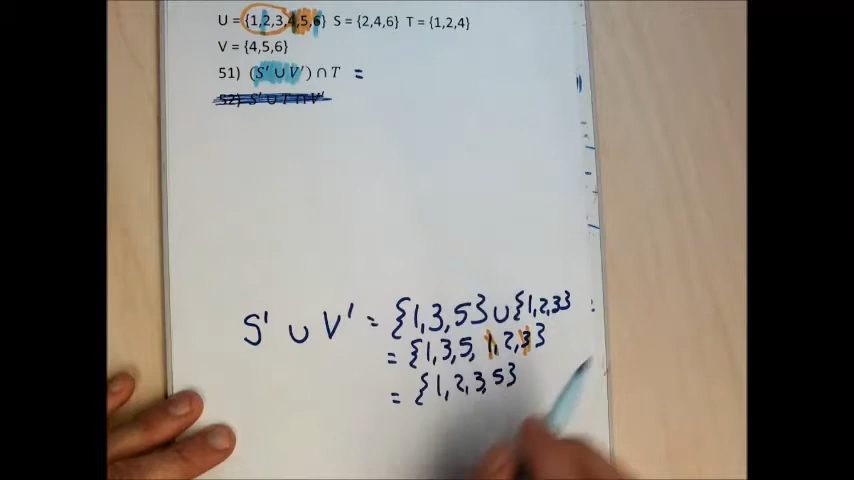 U = {1,2,3,4,5,6} S = {2,4,6} T = {1,2,4}
V = {4,5,6}
51) (S' ∪ V') ∩ T =
52) S' ∪ T ∩ V'
S' ∪ V' = {1,3,5} ∪ {1,2,3} :
= {1,3,5,1,2,3}
= {1,2,3,5}